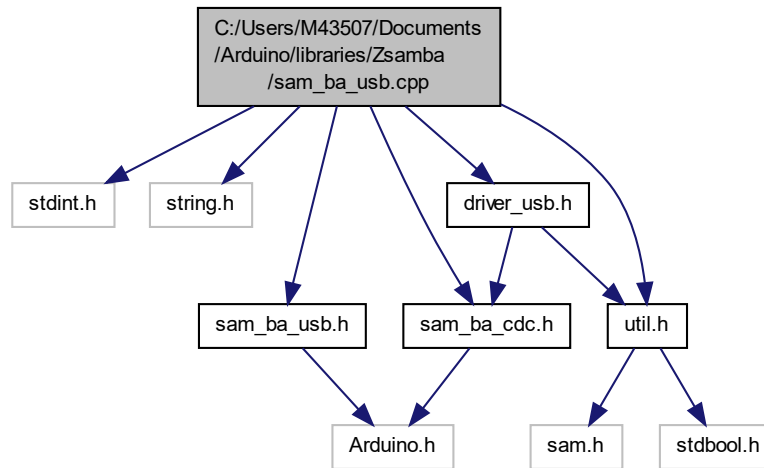 C:/Users/M43507/Documents
/Arduino/libraries/Zsamba
/sam_ba_usb.cpp
stdint.h
string.h
driver_usb.h
sam_ba_usb.h
sam_ba_cdc.h
util.h
Arduino.h
sam.h
stdbool.h